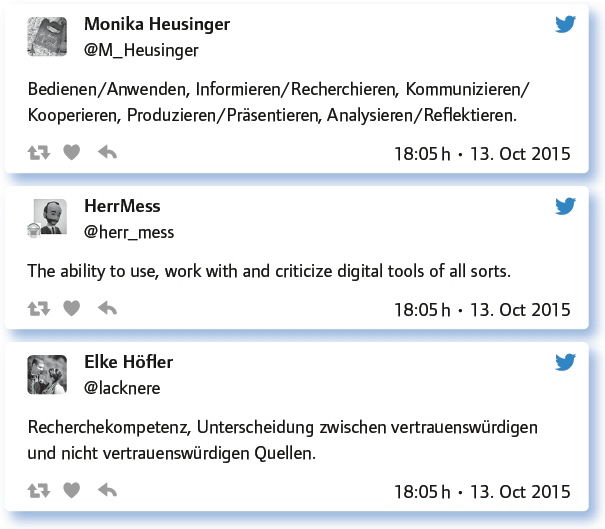 Monika Heusinger
@M_Heusinger
Bedienen/Anwenden, Informieren/Recherchieren, Kommunizieren/
Kooperieren, Produzieren/Präsentieren, Analysieren/Reflektieren.
18:05 h • 13. Oct 2015
HerrMess
@herr_mess
The ability to use, work with and criticize digital tools of all sorts.
18:05 h • 13. Oct 2015
Elke Höfler
@lacknere
Recherchekompetenz, Unterscheidung zwischen vertrauenswürdigen
und nicht vertrauenswürdigen Quellen.
18:05 h • 13. Oct 2015